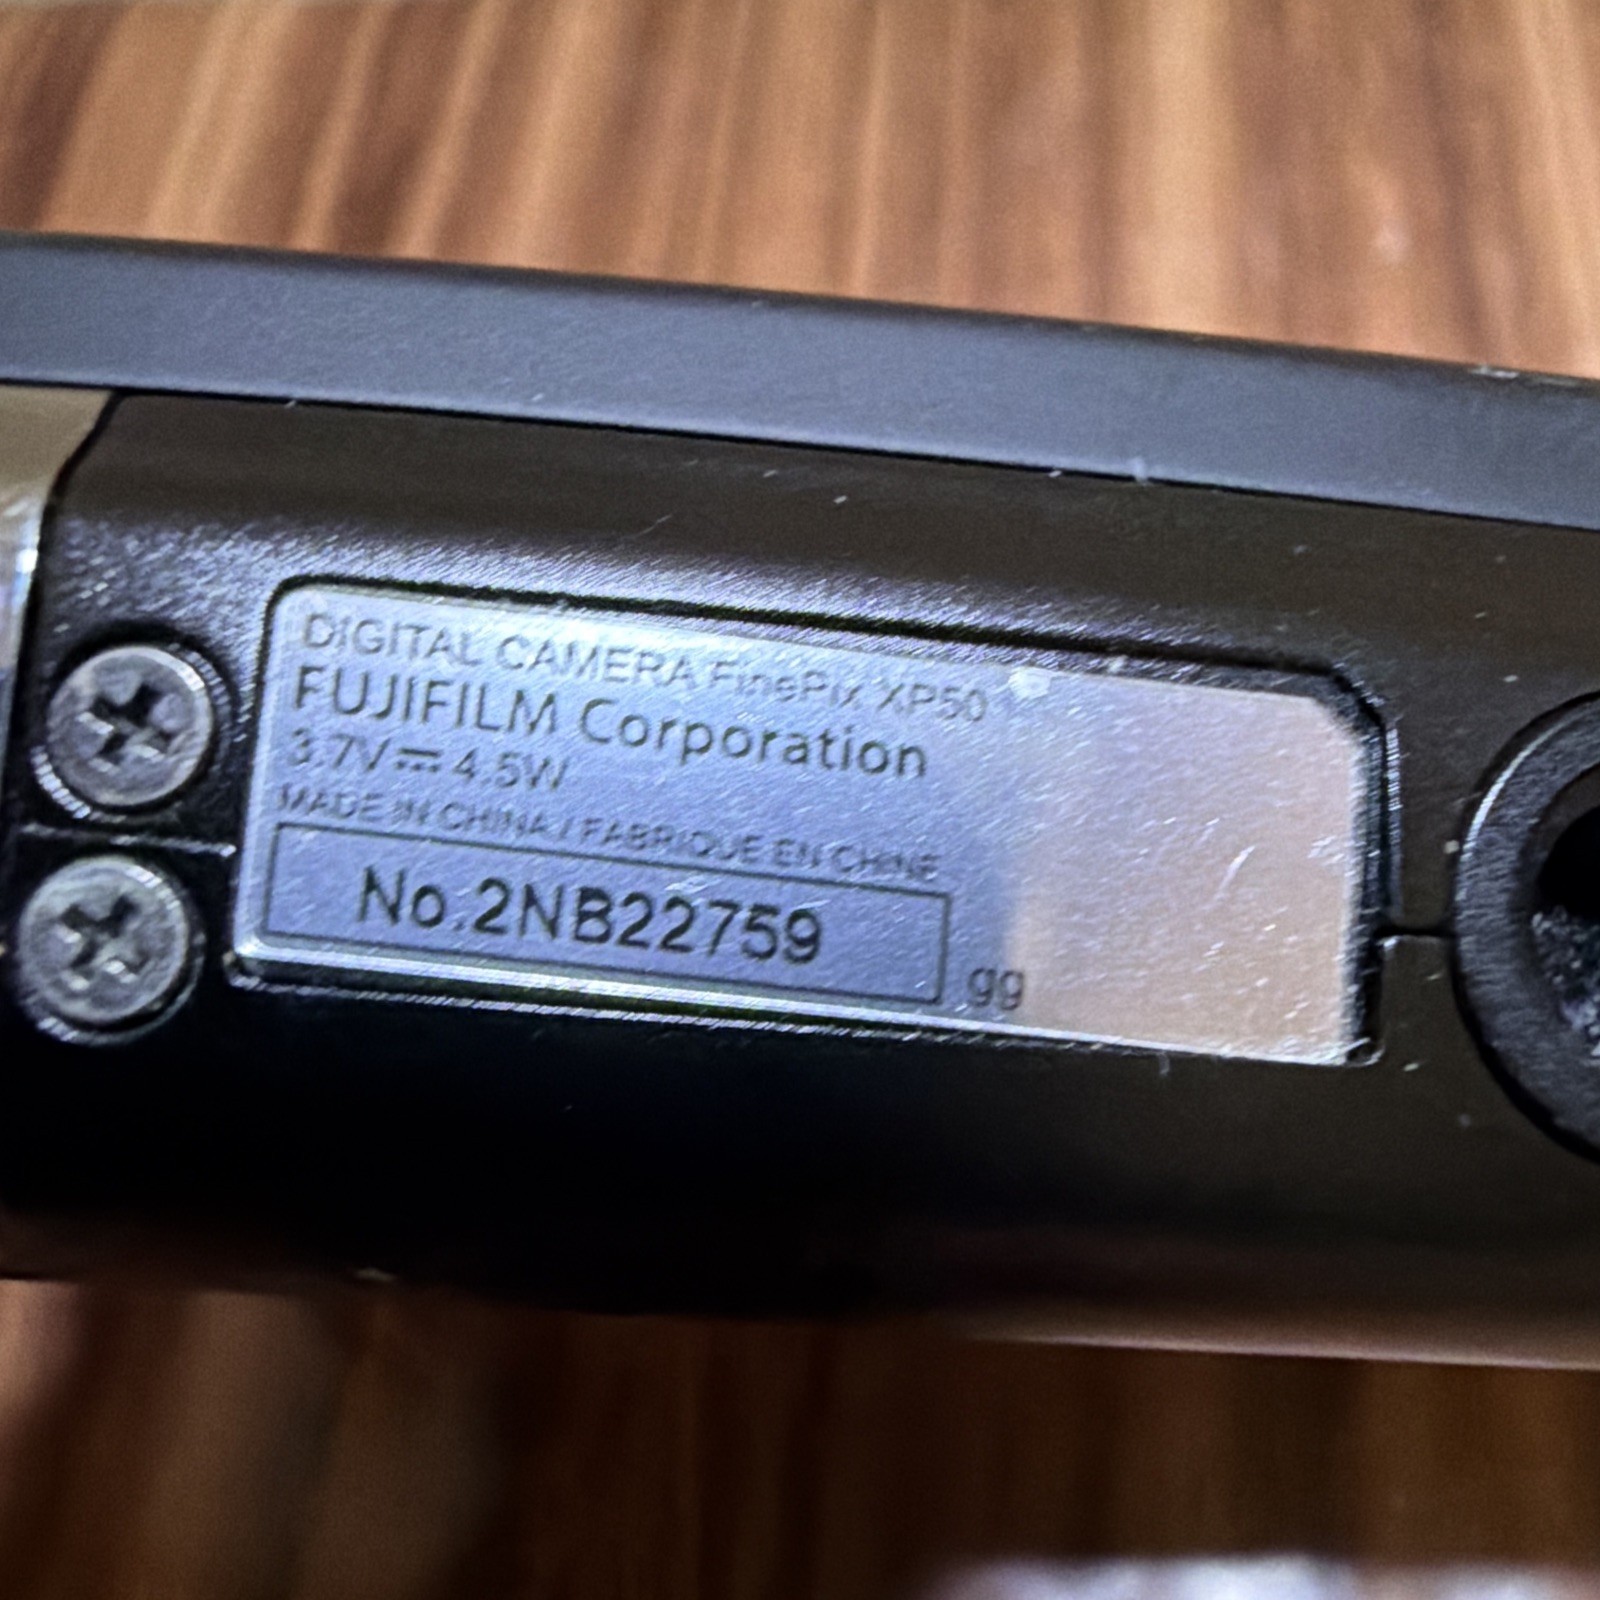 DIGITAL CAMERA FinePix XP50
FUJIFILM Corporation
3.7V⎓4.5W
MADE IN CHINA / FABRIQUE EN CHINE
No.2NB22759
gg